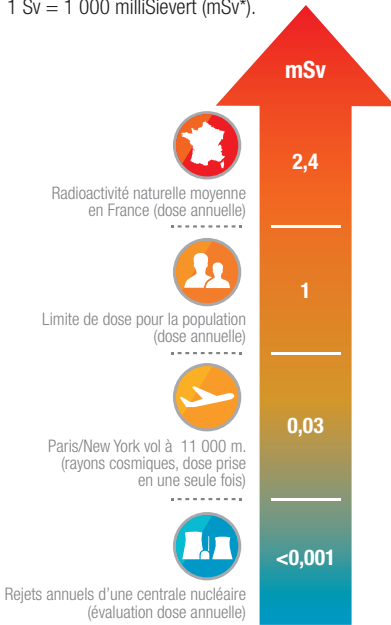 1 Sv = 1 000 milliSievert (mSv*).
mSv
2,4
Radioactivité naturelle moyenne
en France (dose annuelle)
1
Limite de dose pour la population
(dose annuelle)
0,03
Paris/New York vol à 11 000 m.
(rayons cosmiques, dose prise
en une seule fois)
<0,001
Rejets annuels d'une centrale nucléaire
(évaluation dose annuelle)